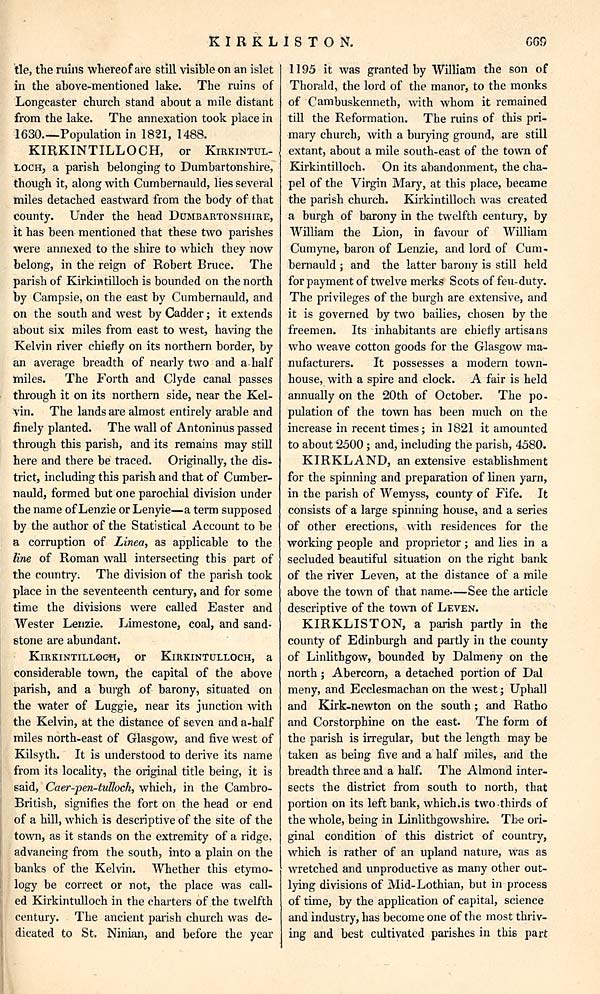 KIRKLISTON.
669
tle, the ruins whereof are still visible on an islet
in the above-mentioned lake. The ruins of
Longcaster church stand about a mile distant
from the lake. The annexation took place in
1630.—Population in 1821, 1488.
KIRKINTILLOCH, or KIRKINTUL-
LOCH, a parish belonging to Dumbartonshire,
though it, along with Cumbernauld, lies several
miles detached eastward from the body of that
county. Under the head DUMBARTONSHIRE,
it has been mentioned that these two parishes
were annexed to the shire to which they now
belong, in the reign of Robert Bruce. The
parish of Kirkintilloch is bounded on the north
by Campsie, on the east by Cumbernauld, and
on the south and west by Cadder; it extends
about six miles from east to west, having the
Kelvin river chiefly on its northern border, by
an average breadth of nearly two and a-half
miles. The Forth and Clyde canal passes
through it on its northern side, near the Kel-
vin. The lands are almost entirely arable and
finely planted. The wall of Antoninus passed
through this parish, and its remains may still
here and there be traced. Originally, the dis-
trict, including this parish and that of Cumber-
nauld, formed but one parochial division under
the name of Lenzie or Lenyie—a term supposed
by the author of the Statistical Account to be
a corruption of Linea, as applicable to the
line of Roman wall intersecting this part of
the country. The division of the parish took
place in the seventeenth century, and for some
time the divisions were called Easter and
Wester Lenzie. Limestone, coal, and sand-
stone are abundant.
KIRKINTILLOCH, or KIRKINTULLOCH, a
considerable town, the capital of the above
parish, and a burgh of barony, situated on
the water of Luggie, near its junction with
the Kelvin, at the distance of seven and a-half
miles north-east of Glasgow, and five west of
Kilsyth. It is understood to derive its name
from its locality, the original title being, it is
said, Caer-pen-tulloch, which, in the Cambro-
British, signifies the fort on the head or end
of a hill, which is descriptive of the site of the
town, as it stands on the extremity of a ridge,
advancing from the south, into a plain on the
banks of the Kelvin. Whether this etymo-
logy be correct or not, the place was call-
ed Kirkintulloch in the charters of the twelfth
century. The ancient parish church was de-
dicated to St. Ninian, and before the year
1195 it was granted by William the son of
Thorald, the lord of the manor, to the monks
of Cambuskenneth, with whom it remained
till the Reformation. The ruins of this pri-
mary church, with a burying ground, are still
extant, about a mile south-east of the town of
Kirkintilloch. On its abandonment, the cha-
pel of the Virgin Mary, at this place, became
the parish church. Kirkintilloch was created
a burgh of barony in the twelfth century, by
William the Lion, in favour of William
Cumyne, baron of Lenzie, and lord of Cum-
bernauld; and the latter barony is still held
for payment of twelve merks Scots of feu-duty.
The privileges of the burgh are extensive, and
it is governed by two bailies, chosen by the
freemen. Its inhabitants are chiefly artisans
who weave cotton goods for the Glasgow ma-
nufacturers. It possesses a modern town-
house, with a spire and clock. A fair is held
annually on the 20th of October. The po-
pulation of the town has been much on the
increase in recent times; in 1821 it amounted
to about 2500; and, including the parish, 4580.
KIRKLAND, an extensive establishment
for the spinning and preparation of linen yarn,
in the parish of Wemyss, county of Fife. It
consists of a large spinning house, and a series
of other erections, with residences for the
working people and proprietor; and lies in a
secluded beautiful situation on the right bank
of the river Leven, at the distance of a mile
above the town of that name.—See the article
descriptive of the town of LEVEN.
KIRKLISTON, a parish partly in the
county of Edinburgh and partly in the county
of Linlithgow, bounded by Dalmeny on the
north; Abercorn, a detached portion of Dal
meny, and Ecclesmachan on the west; Uphall
and Kirk-newton on the south; and Ratho
and Corstorphine on the east. The form of
the parish is irregular, but the length may be
taken as being five and a half miles, and the
breadth three and a half. The Almond inter-
sects the district from south to north, that
portion on its left bank, which is two-thirds of
the whole, being in Linlithgowshire. The ori-
ginal condition of this district of country,
which is rather of an upland nature, was as
wretched and unproductive as many other out-
lying divisions of Mid-Lothian, but in process
of time, by the application of capital, science
and industry, has become one of the most thriv-
ing and best cultivated parishes in this part